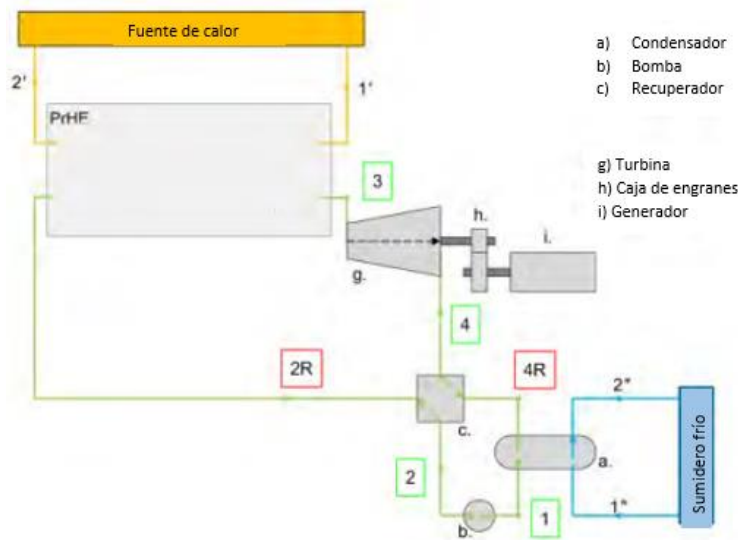 Fuente de calor
a) Condensador
b) Bomba
c) Recuperador
2'
1'
PrHE
3
g) Turbina
h) Caja de engranes
i) Generador
h.
i.
g.
4
2R
4R
2"
c.
a.
2
Sumidero frío
1
1"
b.